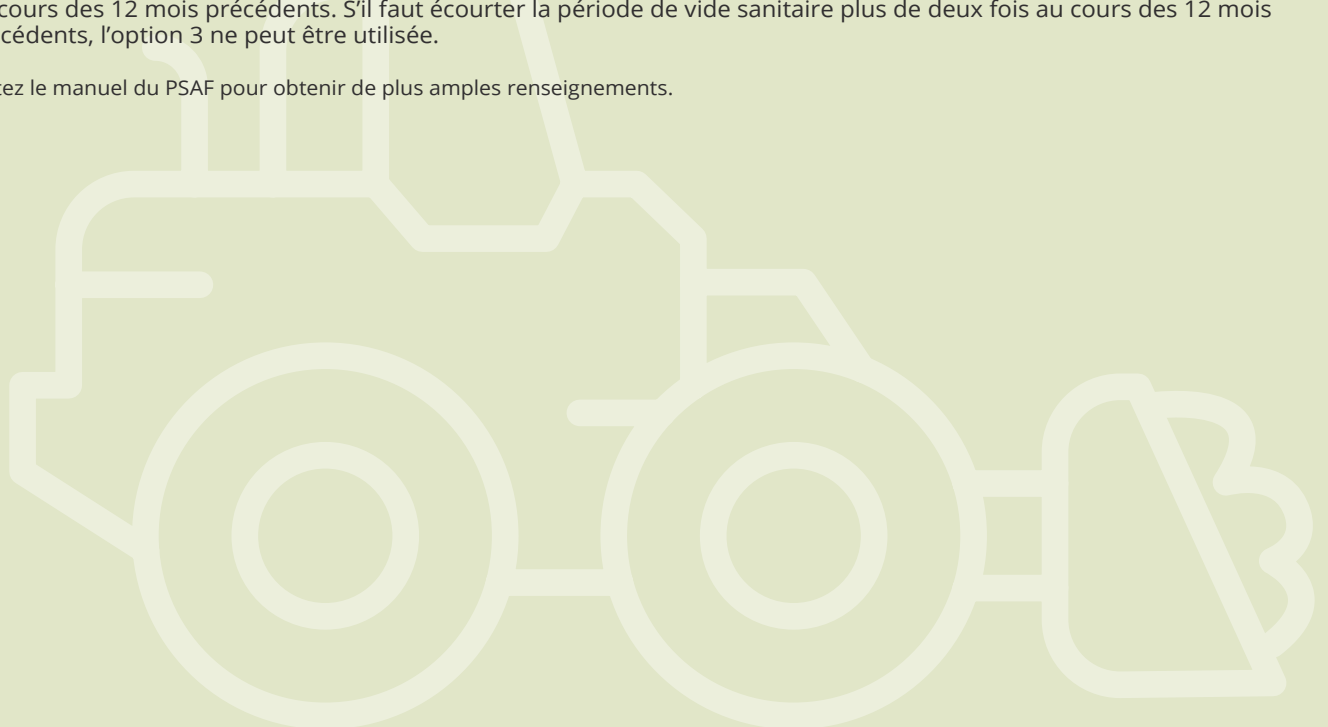 cours des 12 mois précédents. S’il faut écourter la période de vide sanitaire plus de deux fois au cours des 12 mois
cédents, l’option 3 ne peut être utilisée.
tez le manuel du PSAF pour obtenir de plus amples renseignements.